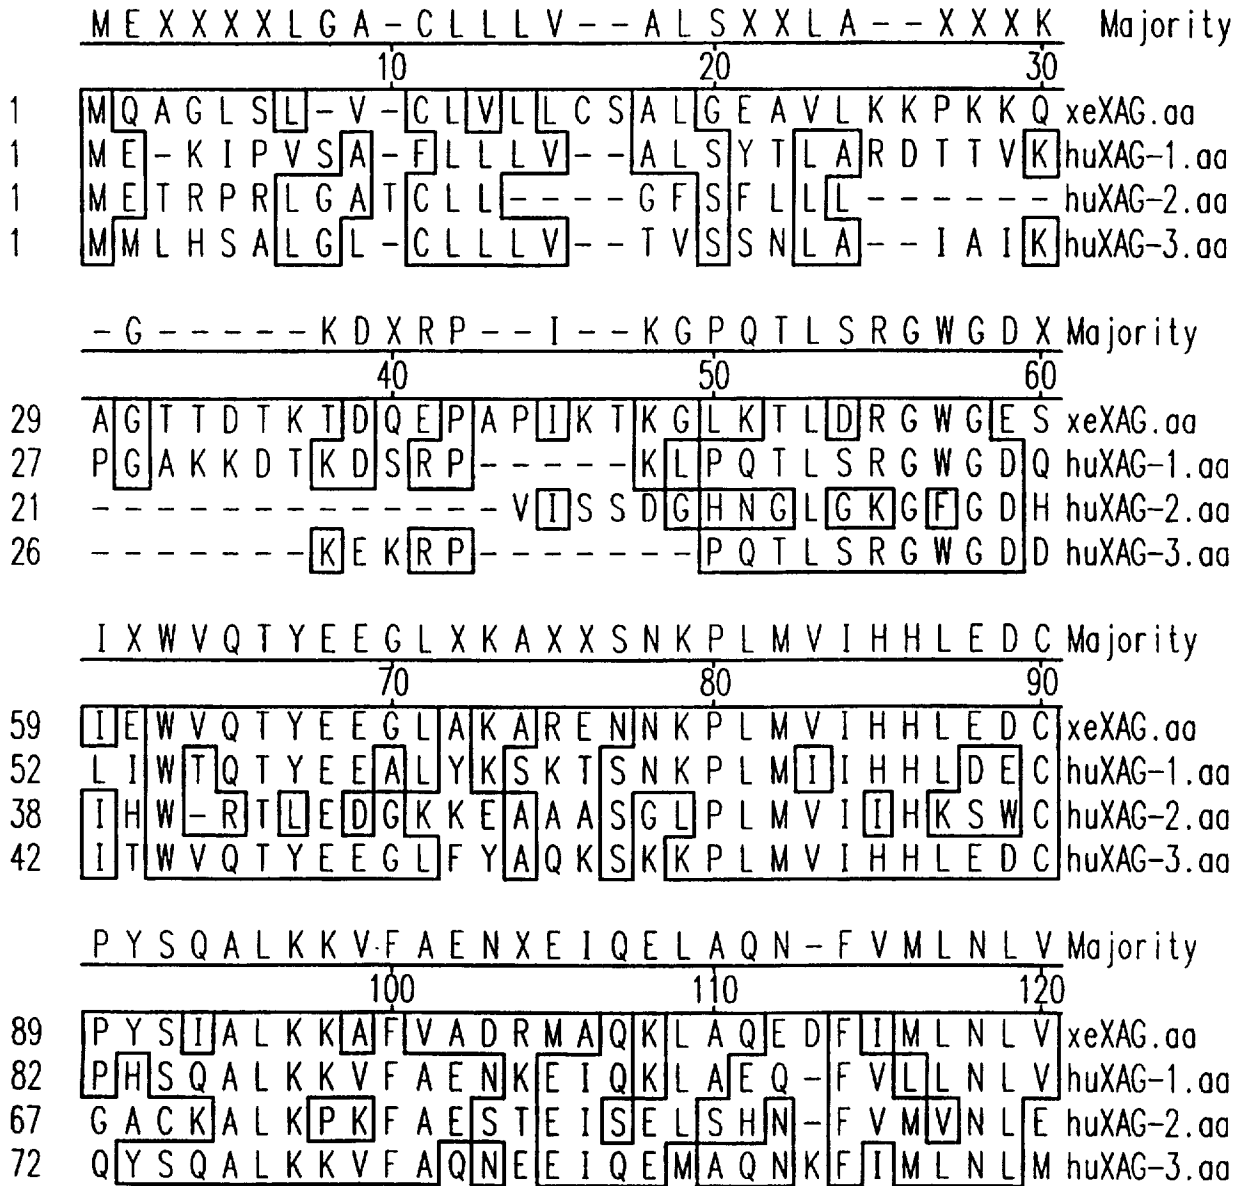 M E X X X X L G A - C L L L V - - A L S X X L A - - X X X K Majority
10 20 30
1 M Q A G L S L - V - C L V L L C S A L G E A V L K K P K K Q xeXAG.aa
1 M E - K I P V S A - F L L L V - - A L S Y T L A R D T T V K huXAG-1.aa
1 M E T R P R L G A T C L L - - - - G F S F L L L - - - - - - huXAG-2.aa
1 M M L H S A L G L - C L L L V - - T V S S N L A - - I A I K huXAG-3.aa
- G - - - - - K D X R P - - I - - K G P Q T L S R G W G D X Majority
40 50 60
29 A G T T D T K T D Q E P A P I K T K G L K T L D R G W G E S xeXAG.aa
27 P G A K K D T K D S R P - - - - - K L P Q T L S R G W G D Q huXAG-1.aa
21 - - - - - - - - - - - - - V I S S D G H N G L G K G F G D H huXAG-2.aa
26 - - - - - - - K E K R P - - - - - - - P Q T L S R G W G D D huXAG-3.aa
I X W V Q T Y E E G L X K A X X S N K P L M V I H H L E D C Majority
70 80 90
59 I E W V Q T Y E E G L A K A R E N N K P L M V I H H L E D C xeXAG.aa
52 L I W T Q T Y E E A L Y K S K T S N K P L M I I H H L D E C huXAG-1.aa
38 I H W - R T L E D G K K E A A A S G L P L M V I I H K S W C huXAG-2.aa
42 I T W V Q T Y E E G L F Y A Q K S K K P L M V I H H L E D C huXAG-3.aa
P Y S Q A L K K V F A E N X E I Q E L A Q N - F V M L N L V Majority
100 110 120
89 P Y S I A L K K A F V A D R M A Q K L A Q E D F I M L N L V xeXAG.aa
82 P H S Q A L K K V F A E N K E I Q K L A E Q - F V L L N L V huXAG-1.aa
67 G A C K A L K P K F A E S T E I S E L S H N - F V M V N L E huXAG-2.aa
72 Q Y S Q A L K K V F A Q N E E I Q E M A Q N K F I M L N L M huXAG-3.aa